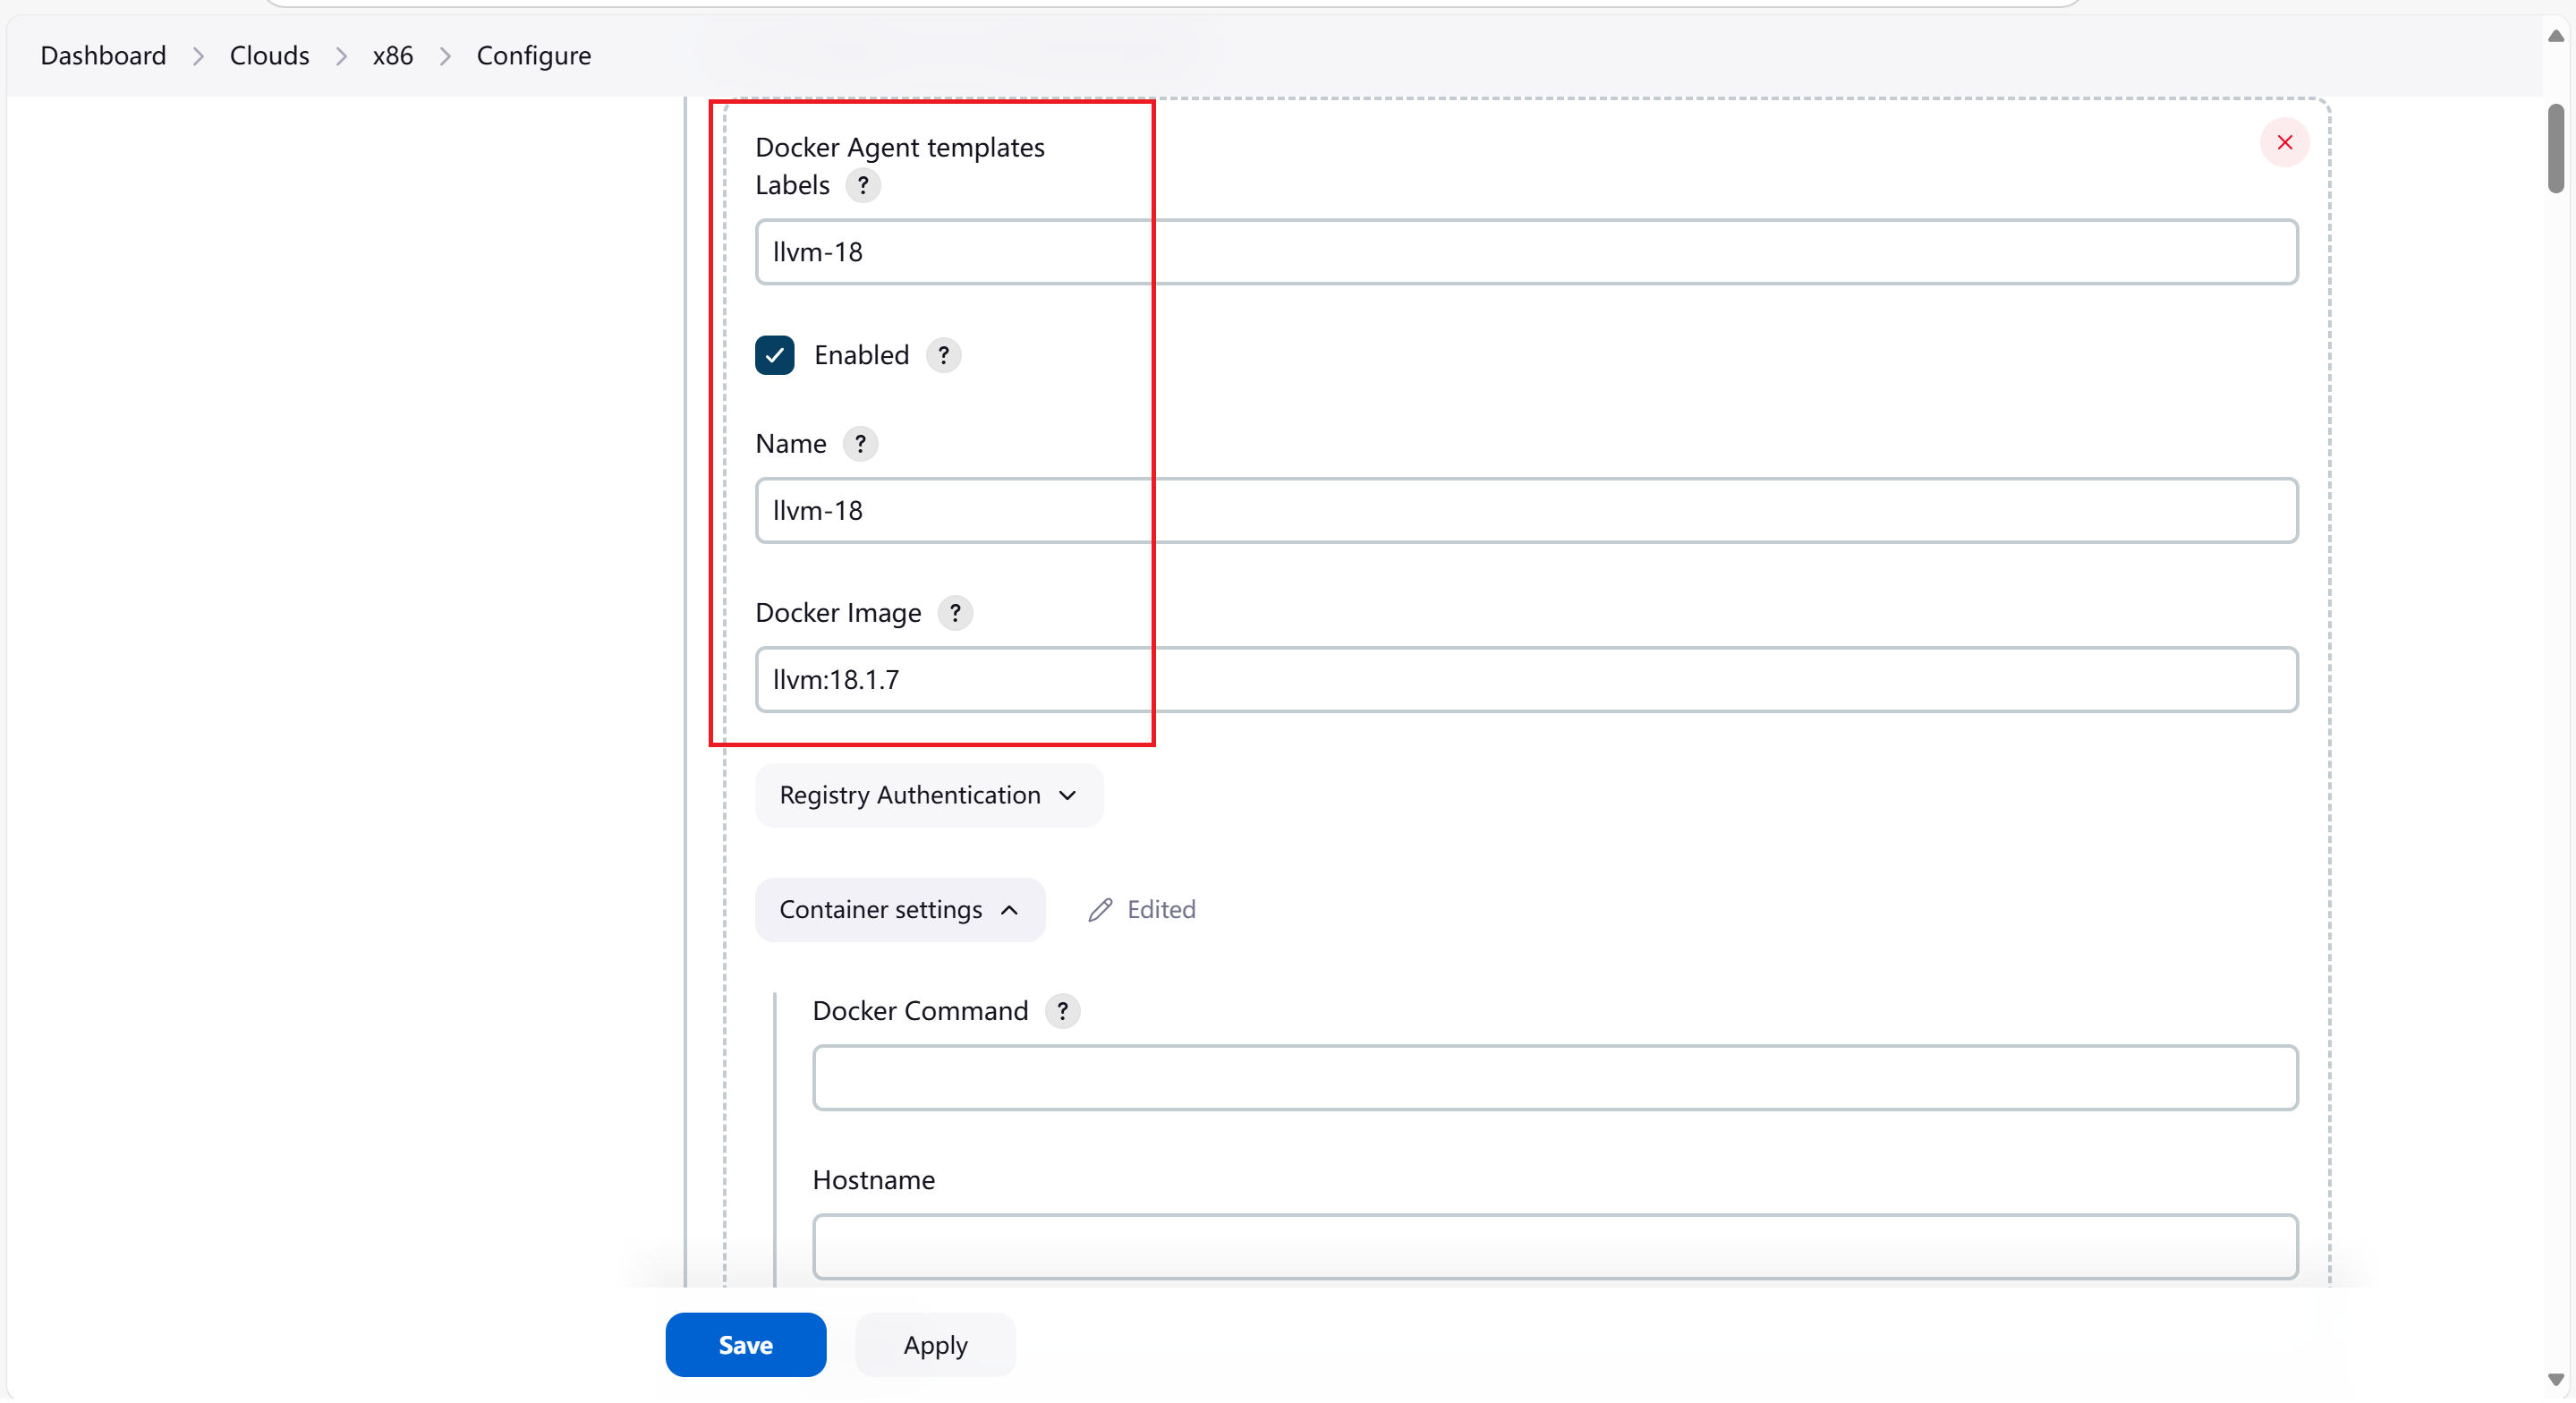 Dashboard > Clouds > x86 > Configure
Docker Agent templates
Labels ?
llvm-18
Enabled ?
Name ?
llvm-18
Docker Image ?
llvm:18.1.7
Registry Authentication
Container settings
Edited
Docker Command ?
Hostname
Save
Apply